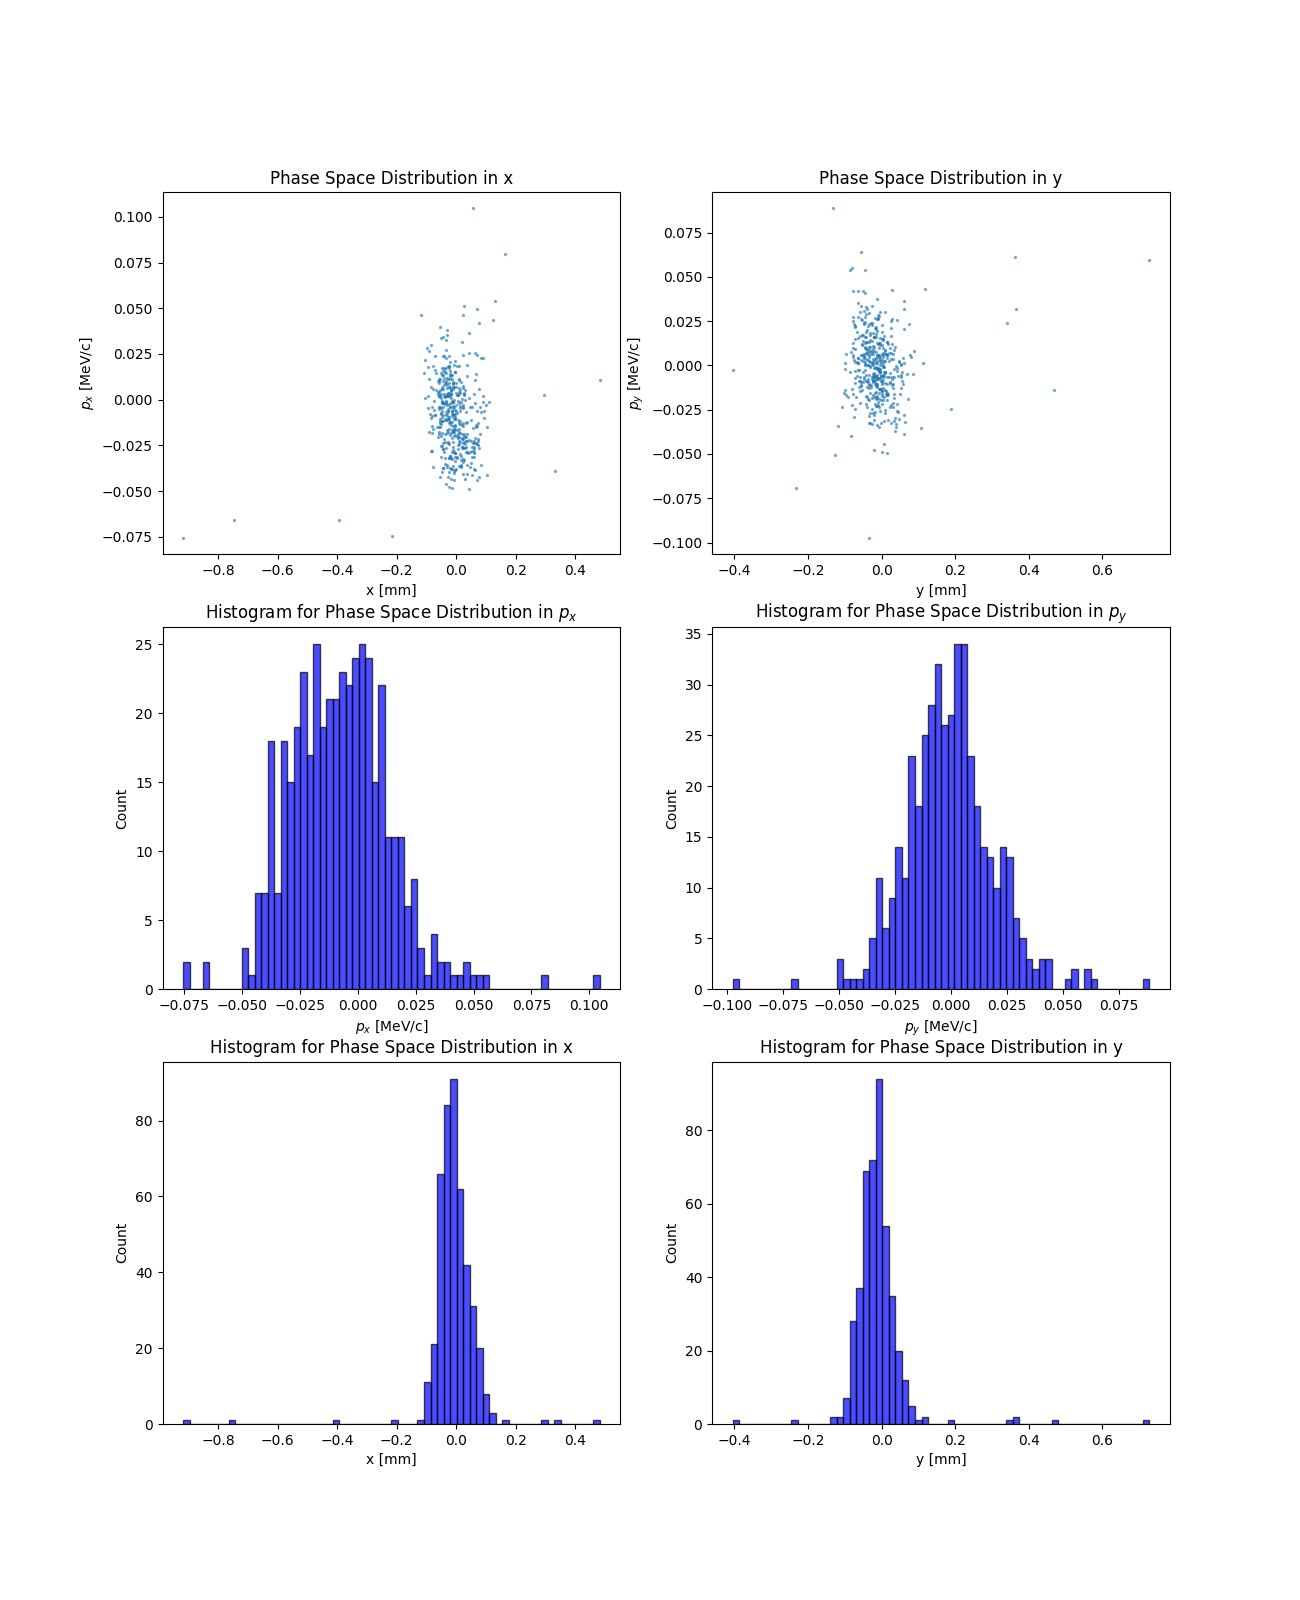 Phase Space Distribution in x
0.100
0.075
0.050
0.025
0.000
−0.025
−0.050
−0.075
p_x [MeV/c]
−0.8 −0.6 −0.4 −0.2 0.0 0.2 0.4
x [mm]
Phase Space Distribution in y
0.075
0.050
0.025
0.000
−0.025
−0.050
−0.075
−0.100
p_y [MeV/c]
−0.4 −0.2 0.0 0.2 0.4 0.6
y [mm]
Histogram for Phase Space Distribution in p_x
25
20
15
10
5
0
Count
−0.075 −0.050 −0.025 0.000 0.025 0.050 0.075 0.100
p_x [MeV/c]
Histogram for Phase Space Distribution in p_y
35
30
25
20
15
10
5
0
Count
−0.100 −0.075 −0.050 −0.025 0.000 0.025 0.050 0.075
p_y [MeV/c]
Histogram for Phase Space Distribution in x
80
60
40
20
0
Count
−0.8 −0.6 −0.4 −0.2 0.0 0.2 0.4
x [mm]
Histogram for Phase Space Distribution in y
80
60
40
20
0
Count
−0.4 −0.2 0.0 0.2 0.4 0.6
y [mm]